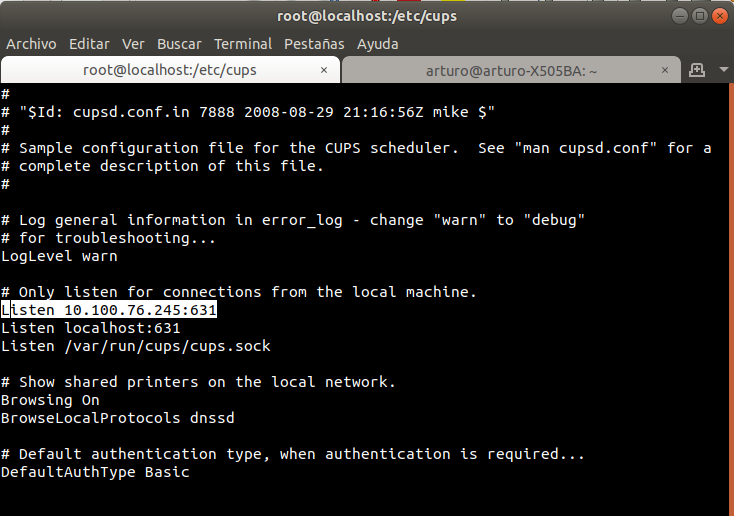 root@localhost:/etc/cups
Archivo Editar Ver Buscar Terminal Pestañas Ayuda
root@localhost:/etc/cups × arturo@arturo-X505BA: ~ ×
#
# "$Id: cupsd.conf.in 7888 2008-08-29 21:16:56Z mike $"
#
# Sample configuration file for the CUPS scheduler.  See "man cupsd.conf" for a
# complete description of this file.
#
# Log general information in error_log - change "warn" to "debug"
# for troubleshooting...
LogLevel warn
# Only listen for connections from the local machine.
Listen 10.100.76.245:631
Listen localhost:631
Listen /var/run/cups/cups.sock
# Show shared printers on the local network.
Browsing On
BrowseLocalProtocols dnssd
# Default authentication type, when authentication is required...
DefaultAuthType Basic